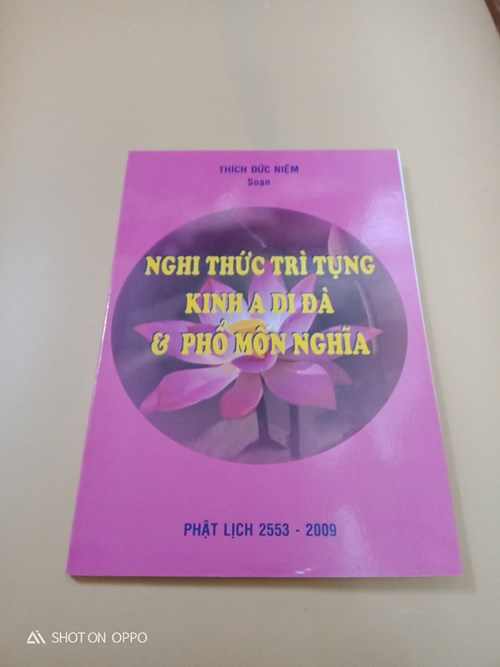 THÍCH ĐỨC NIỆM
Soạn
NGHI THỨC TRÌ TỤNG
KINH A DI ĐÀ
& PHỔ MÔN NGHĨA
PHẬT LỊCH 2553 - 2009
SHOT ON OPPO